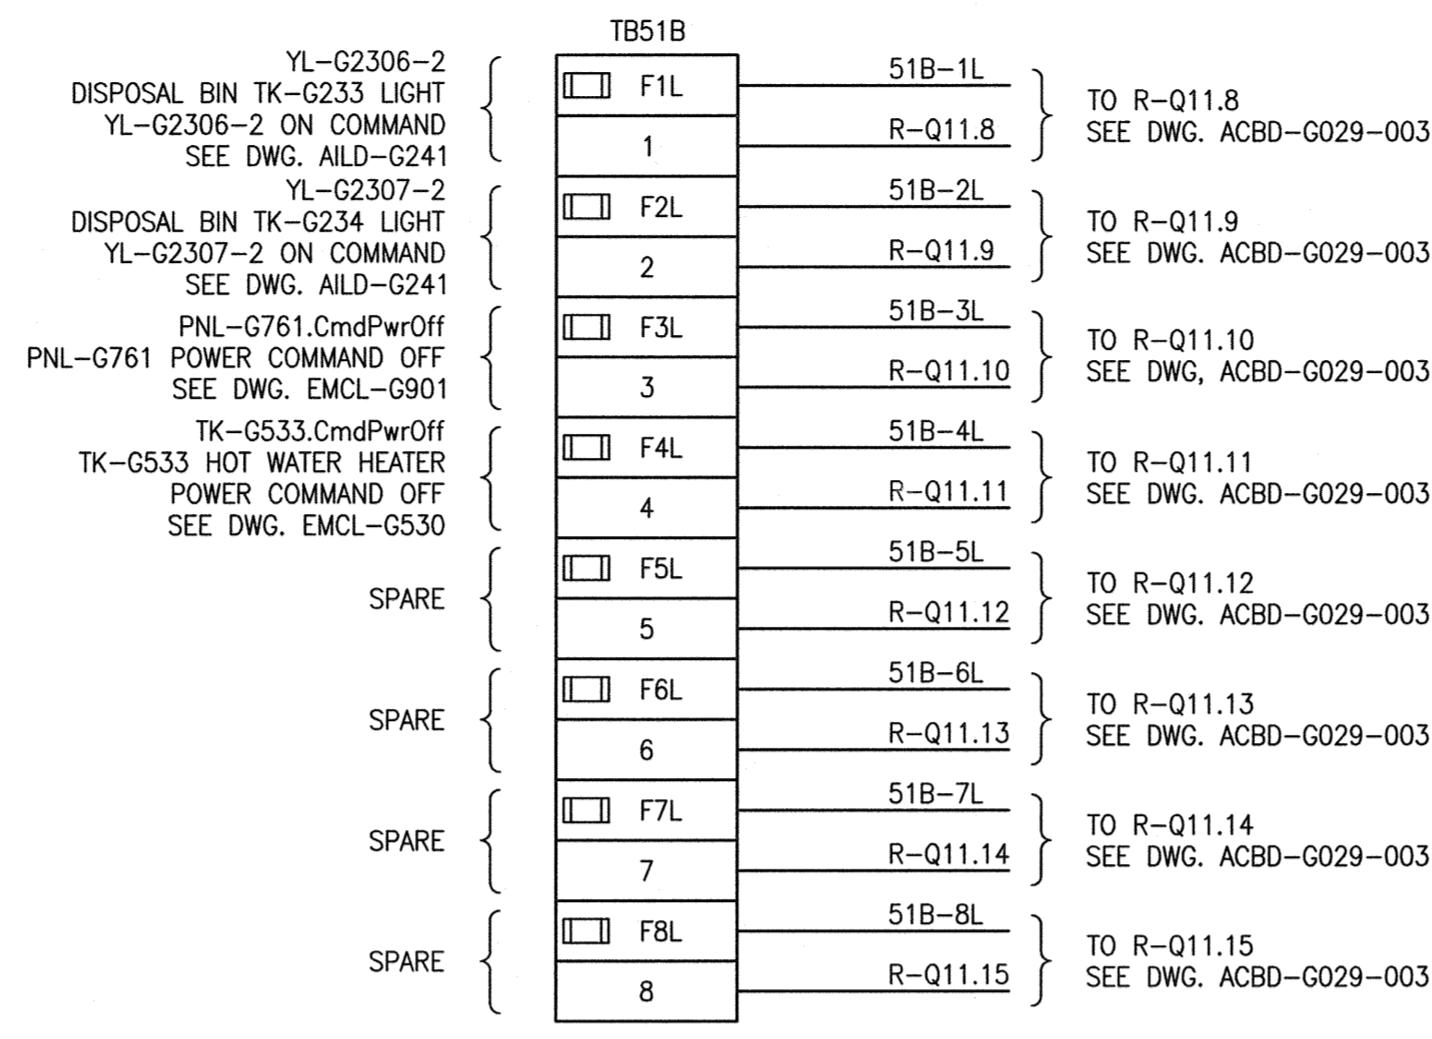 TB51B
YL-G2306-2
DISPOSAL BIN TK-G233 LIGHT
YL-G2306-2 ON COMMAND
SEE DWG. AILD-G241
F1L
1
51B-1L
R-Q11.8
TO R-Q11.8
SEE DWG. ACBD-G029-003
YL-G2307-2
DISPOSAL BIN TK-G234 LIGHT
YL-G2307-2 ON COMMAND
SEE DWG. AILD-G241
F2L
2
51B-2L
R-Q11.9
TO R-Q11.9
SEE DWG. ACBD-G029-003
PNL-G761.CmdPwrOff
PNL-G761 POWER COMMAND OFF
SEE DWG. EMCL-G901
F3L
3
51B-3L
R-Q11.10
TO R-Q11.10
SEE DWG, ACBD-G029-003
TK-G533.CmdPwrOff
TK-G533 HOT WATER HEATER
POWER COMMAND OFF
SEE DWG. EMCL-G530
F4L
4
51B-4L
R-Q11.11
TO R-Q11.11
SEE DWG. ACBD-G029-003
SPARE
F5L
5
51B-5L
R-Q11.12
TO R-Q11.12
SEE DWG. ACBD-G029-003
SPARE
F6L
6
51B-6L
R-Q11.13
TO R-Q11.13
SEE DWG. ACBD-G029-003
SPARE
F7L
7
51B-7L
R-Q11.14
TO R-Q11.14
SEE DWG. ACBD-G029-003
SPARE
F8L
8
51B-8L
R-Q11.15
TO R-Q11.15
SEE DWG. ACBD-G029-003